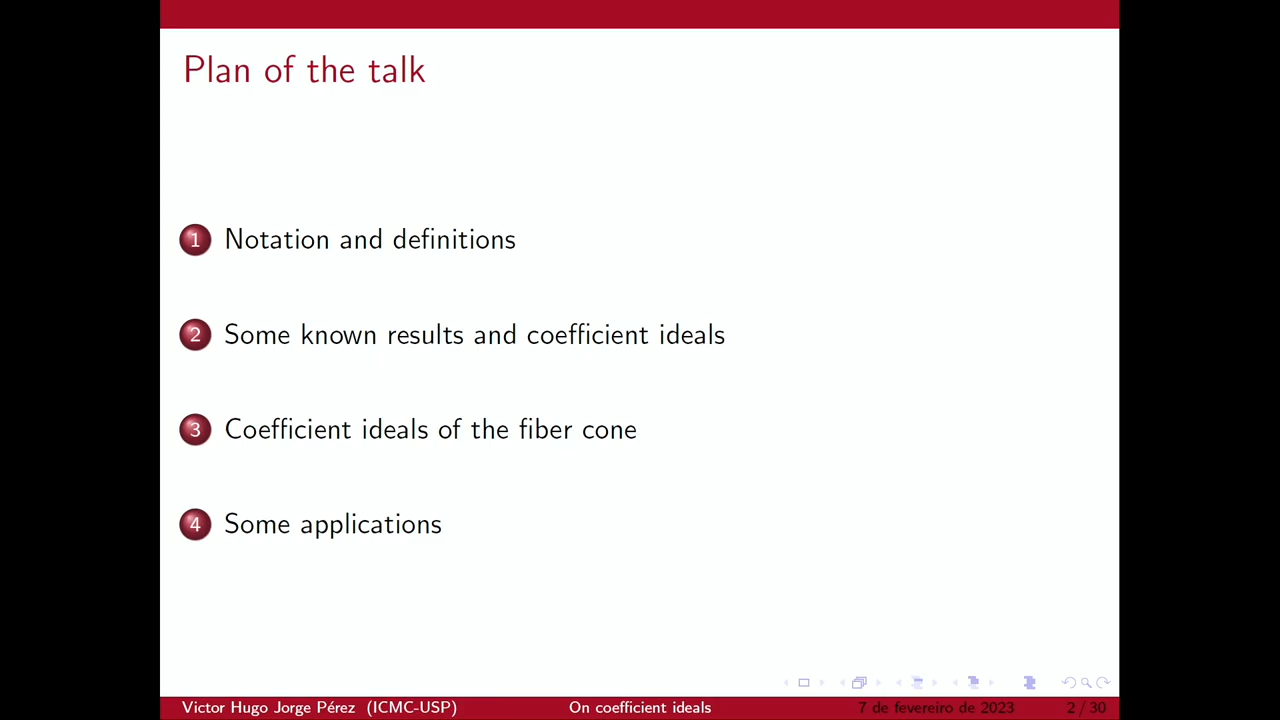 Plan of the talk
1 Notation and definitions
2 Some known results and coefficient ideals
3 Coefficient ideals of the fiber cone
4 Some applications
Victor Hugo Jorge Pérez (ICMC-USP) On coefficient ideals 7 de fevereiro de 2023 2 / 30